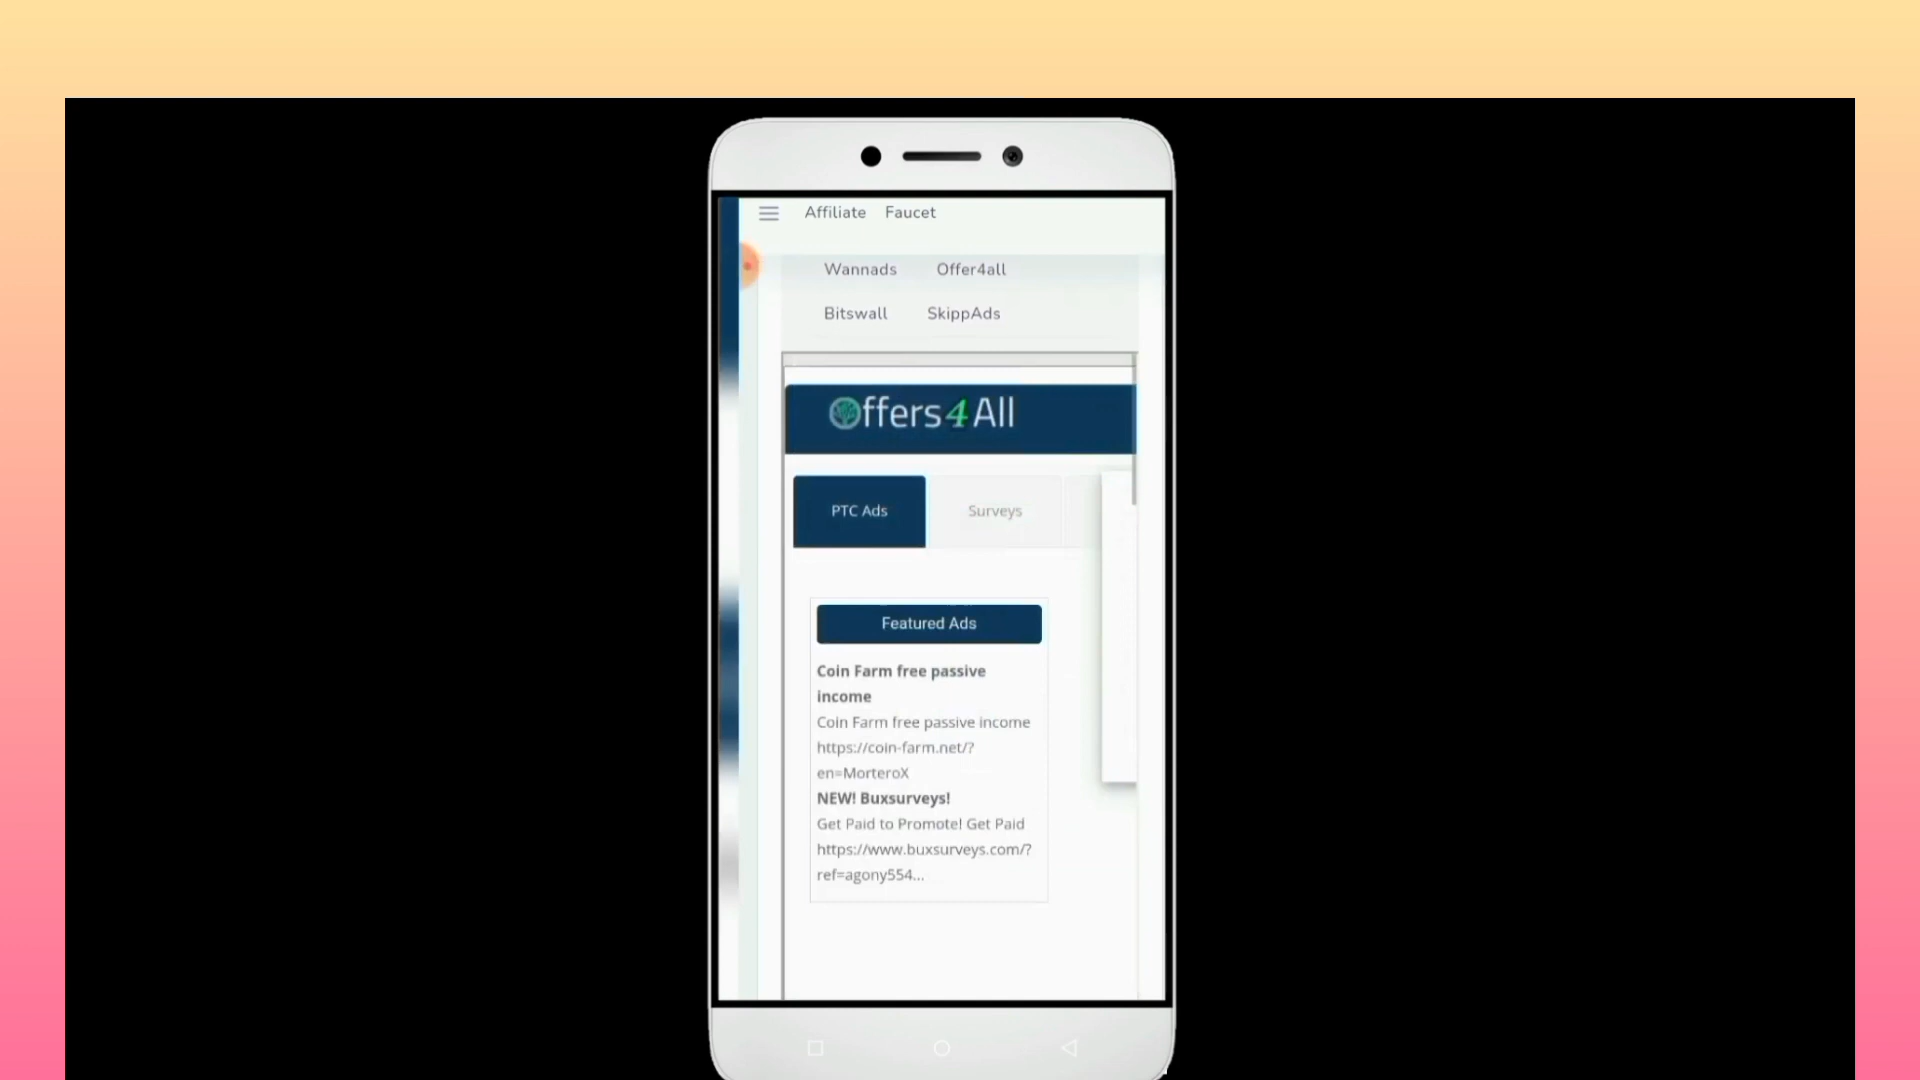 Affiliate Faucet
Wannads Offer4all
Bitswall SkippAds
Offers4All
PTC Ads Surveys
Featured Ads
Coin Farm free passive
income
Coin Farm free passive income
https://coin-farm.net/?
en=MorteroX
NEW! Buxsurveys!
Get Paid to Promote! Get Paid
https://www.buxsurveys.com/?
ref=agony554...